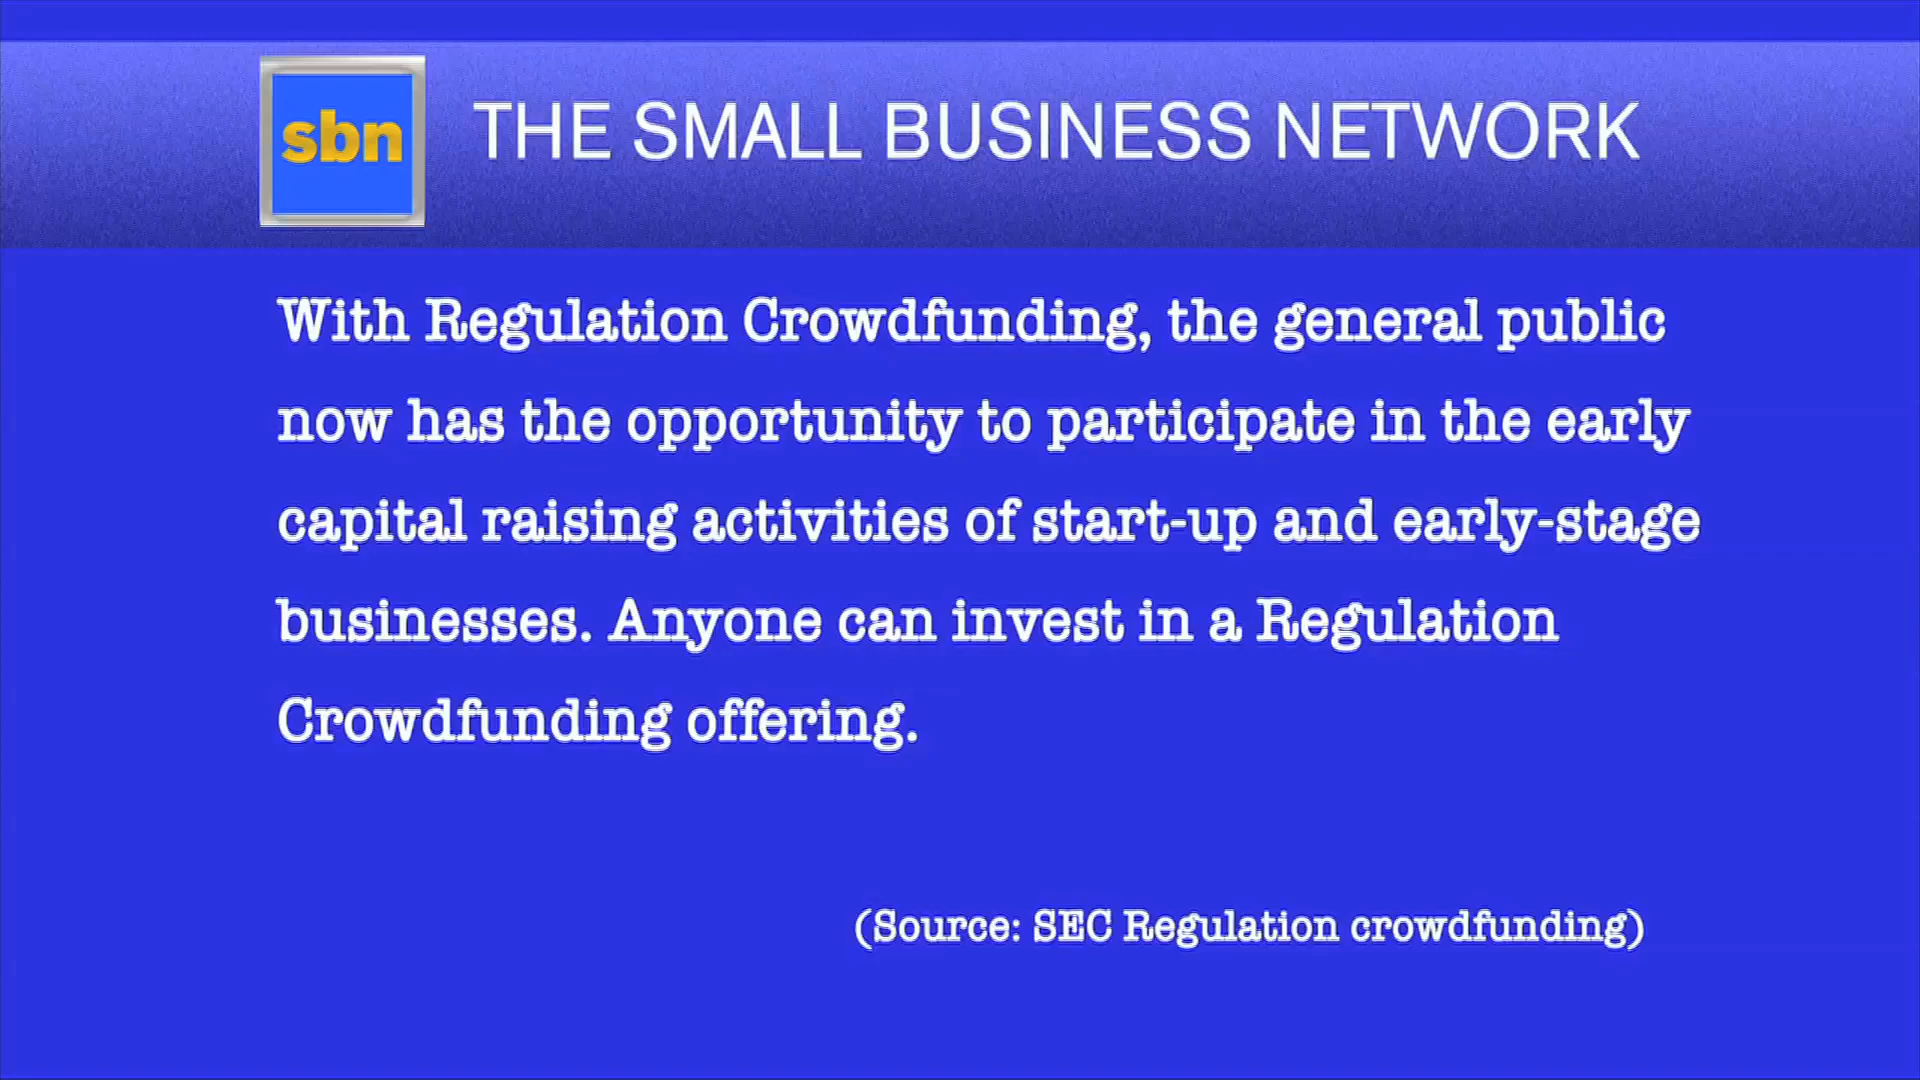 sbn
THE SMALL BUSINESS NETWORK
With Regulation Crowdfunding, the general public
now has the opportunity to participate in the early
capital raising activities of start-up and early-stage
businesses. Anyone can invest in a Regulation
Crowdfunding offering.
(Source: SEC Regulation crowdfunding)